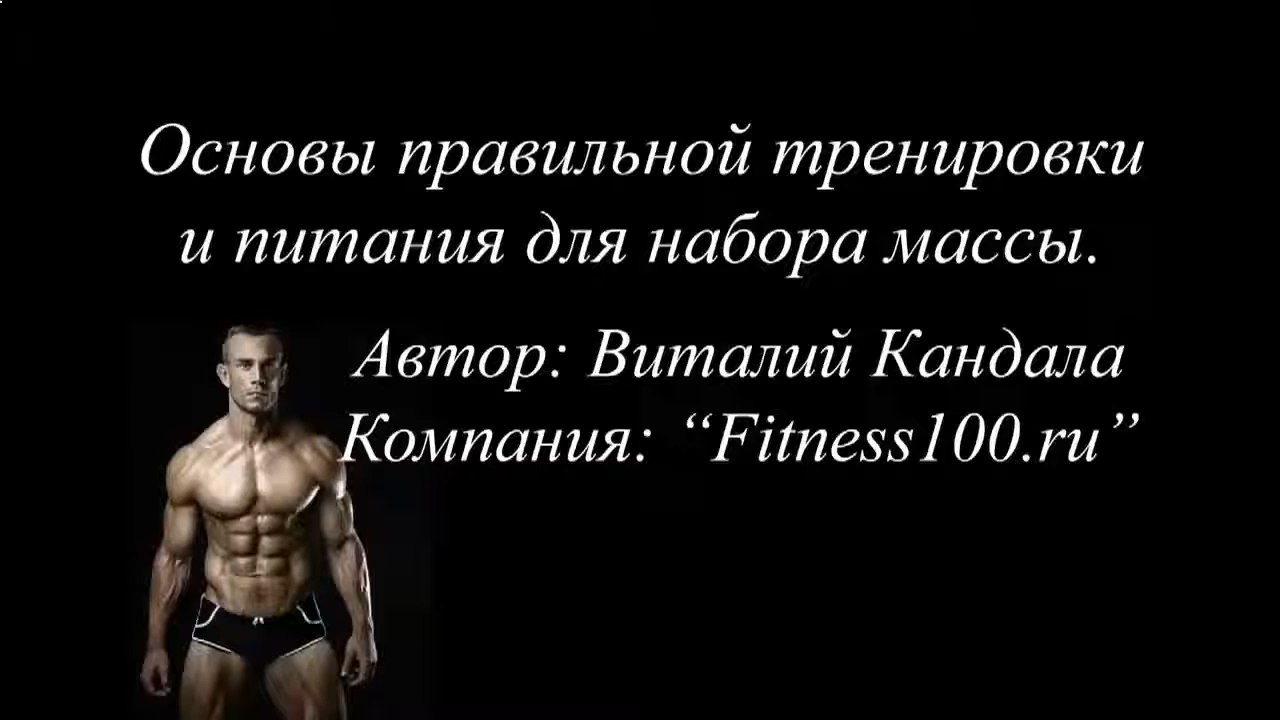 Основы правильной тренировки
и питания для набора массы.
Автор: Виталий Кандала
Компания: “Fitness100.ru”